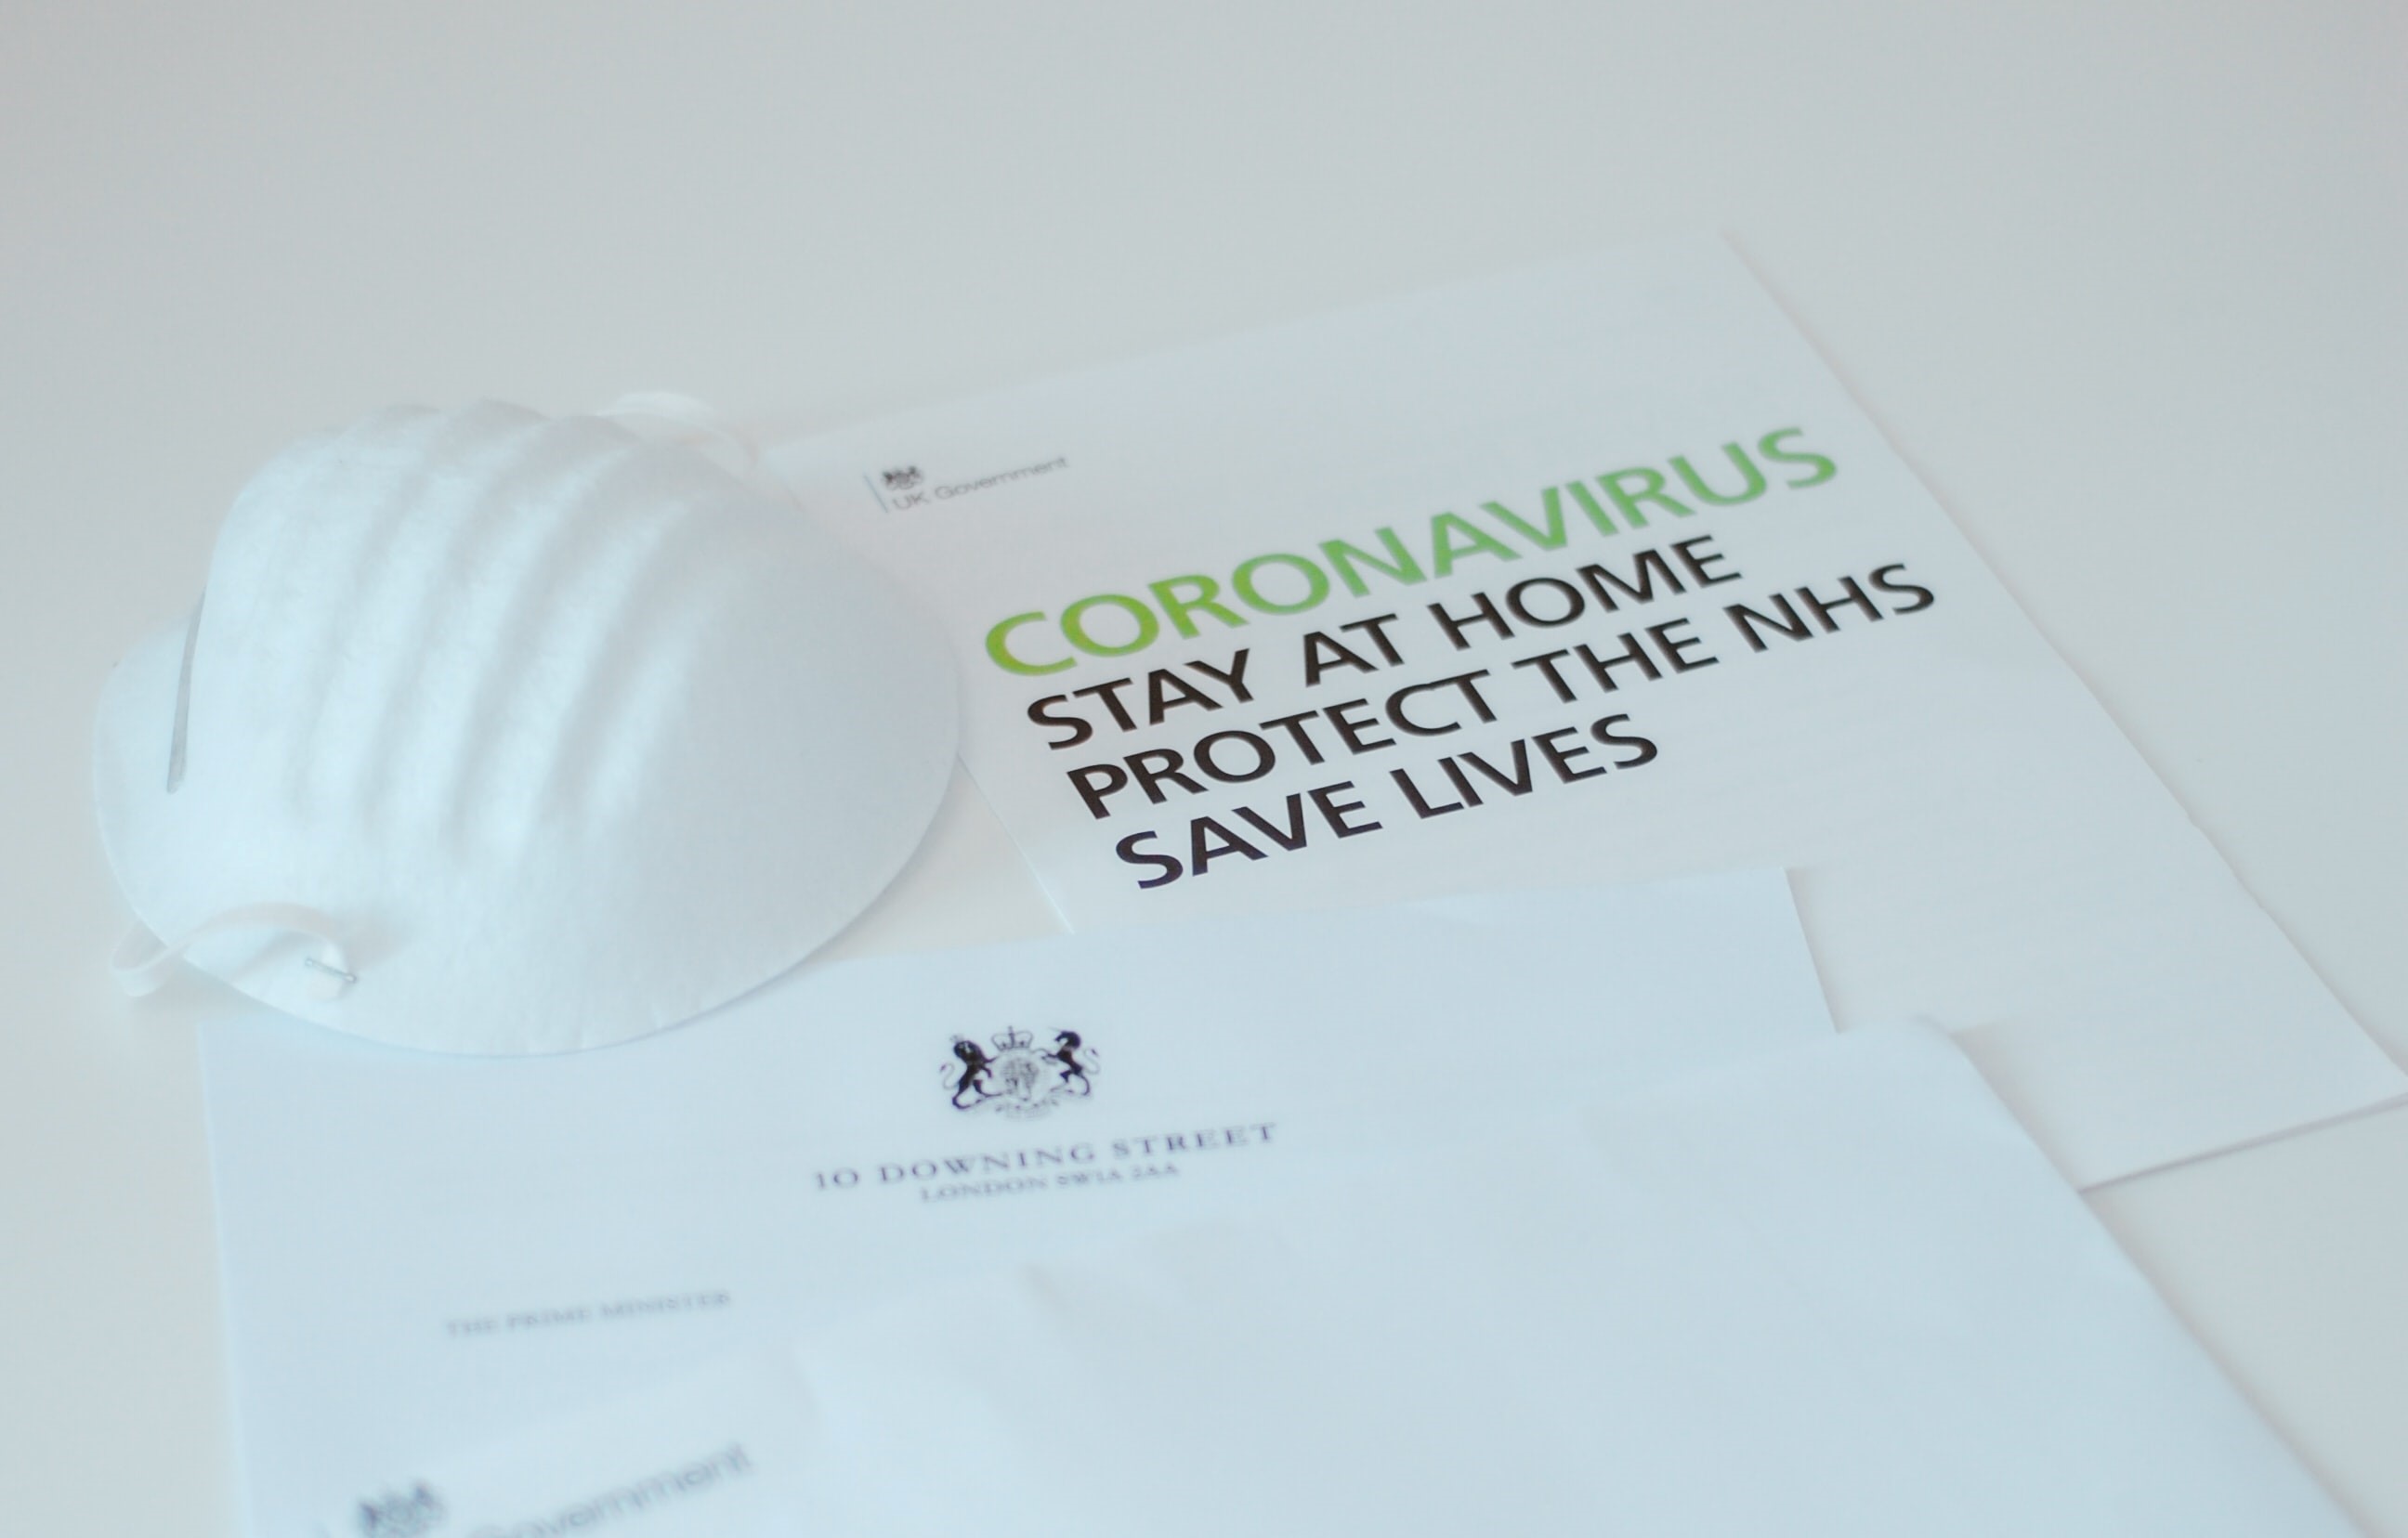 UK Government
CORONAVIRUS
STAY AT HOME
PROTECT THE NHS
SAVE LIVES
10 DOWNING STREET
LONDON SW1A 2AA
THE PRIME MINISTER
Government